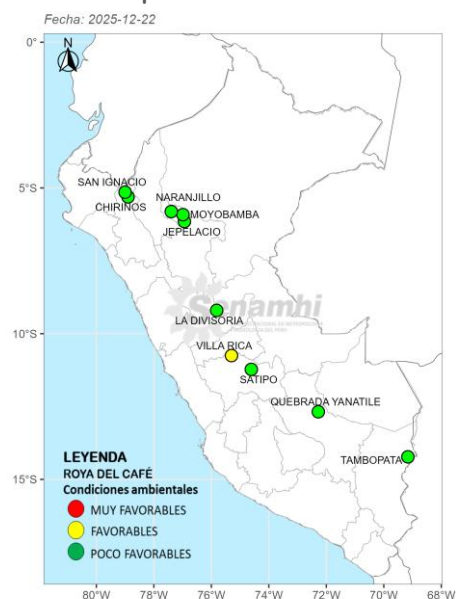 Fecha: 2025-12-22
N
0°
SAN IGNACIO
5°S
NARANJILLO
CHIRINOS
MOYOBAMBA
JEPELACIO
Senamhi
LA DIVISORIA
10°S
VILLA RICA
SATIPO
QUEBRADA YANATILE
TAMBOPATA
LEYENDA
ROYA DEL CAFÉ
15°S
Condiciones ambientales
MUY FAVORABLES
FAVORABLES
POCO FAVORABLES
80°W 78°W 76°W 74°W 72°W 70°W 68°W